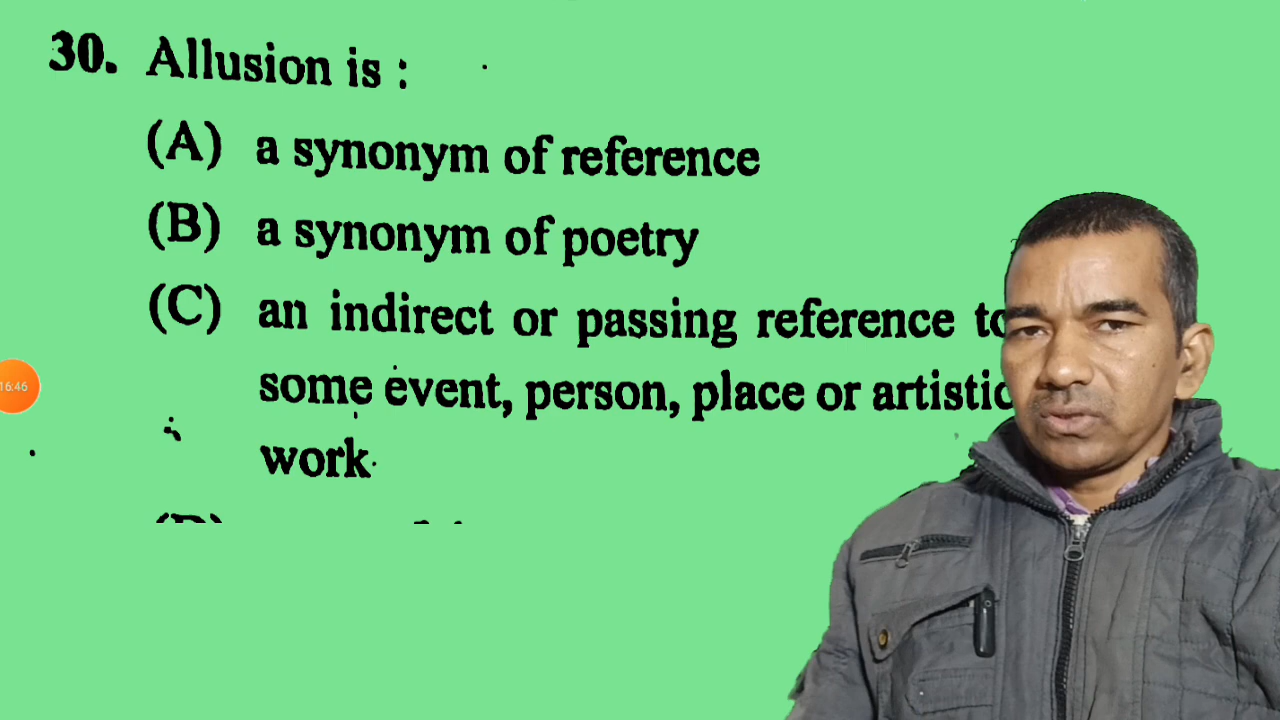 30. Allusion is :
(A) a synonym of reference
(B) a synonym of poetry
(C) an indirect or passing reference to
some event, person, place or artistic
work
16:46